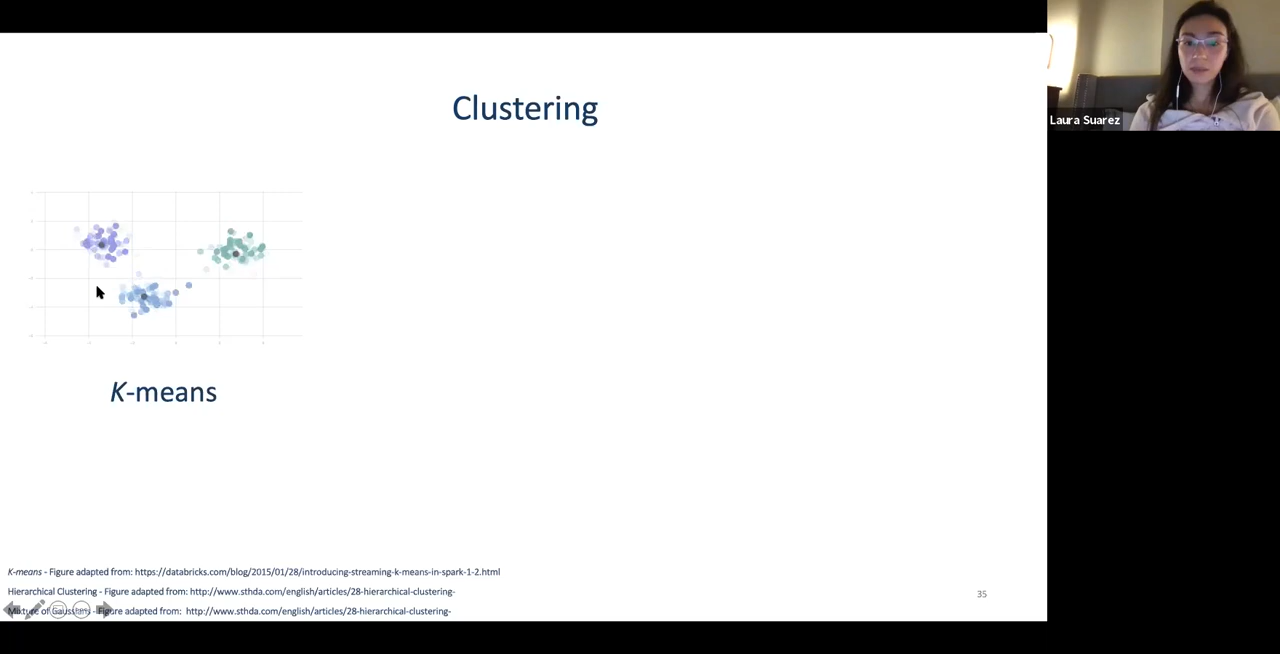 Clustering
Laura Suarez
K-means
K-means - Figure adapted from: https://databricks.com/blog/2015/01/28/introducing-streaming-k-means-in-spark-1-2.html
Hierarchical Clustering - Figure adapted from: http://www.sthda.com/english/articles/28-hierarchical-clustering-
Mixture of Gaussians - Figure adapted from: http://www.sthda.com/english/articles/28-hierarchical-clustering-
35